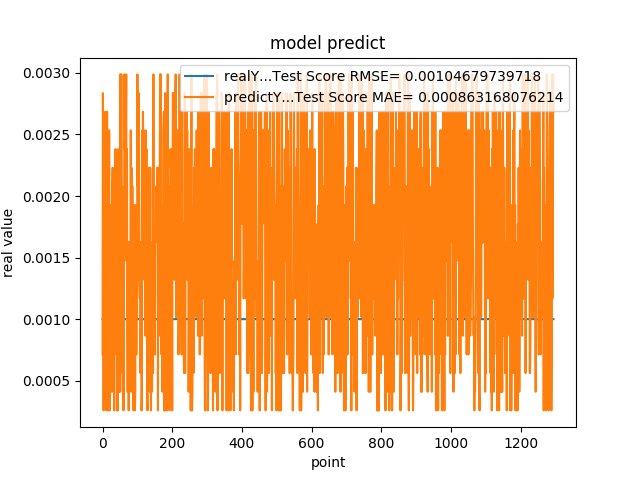 model predict
realY...Test Score RMSE= 0.00104679739718
predictY...Test Score MAE= 0.000863168076214
0.0030
0.0025
0.0020
0.0015
0.0010
0.0005
real value
0 200 400 600 800 1000 1200
point